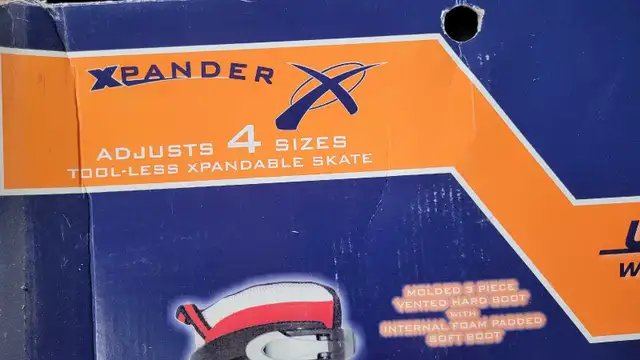 XPANDER
X
ADJUSTS 4 SIZES
TOOL-LESS XPANDABLE SKATE
MOLDED 3 PIECE
VENTED HARD BOOT
WITH
INTERNAL FOAM PADDED
SOFT BOOT